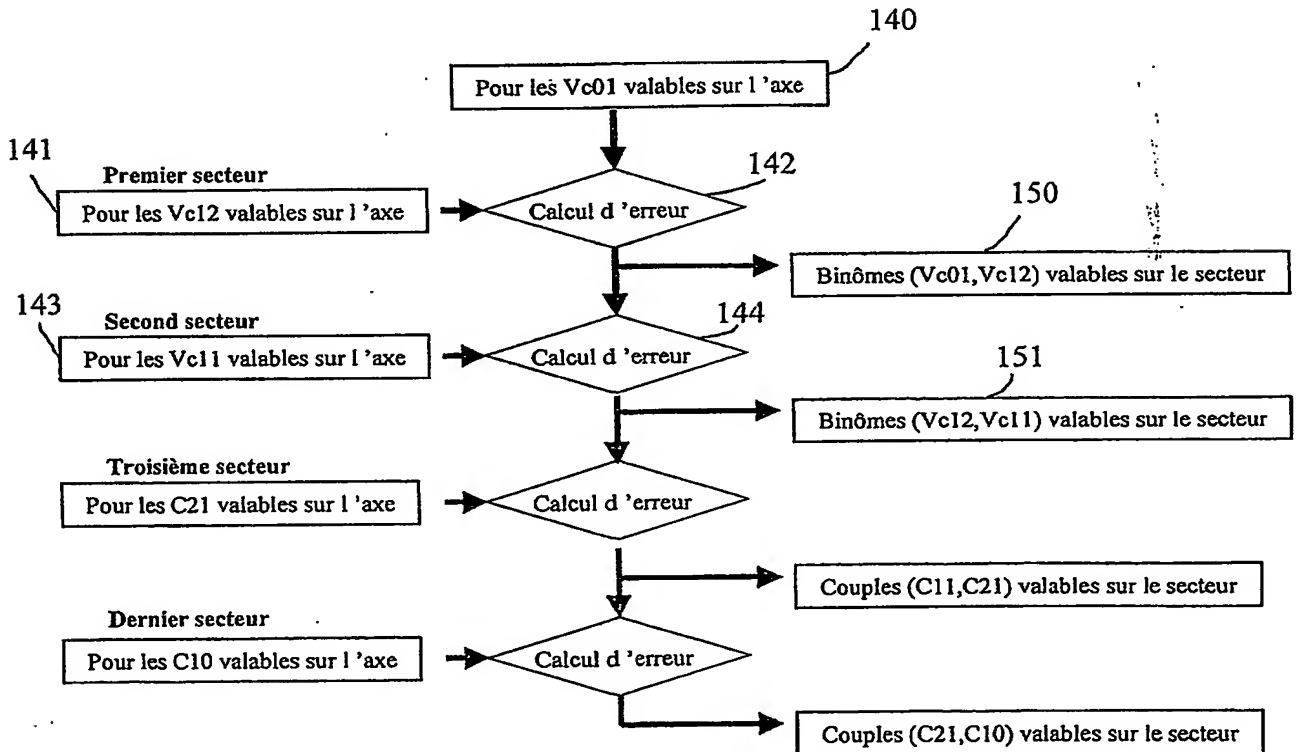 140
Pour les Vc01 valables sur l 'axe
141
Premier secteur
142
Pour les Vc12 valables sur l 'axe
Calcul d 'erreur
150
Binômes (Vc01,Vc12) valables sur le secteur
143
Second secteur
144
Pour les Vc11 valables sur l 'axe
Calcul d 'erreur
151
Binômes (Vc12,Vc11) valables sur le secteur
Troisième secteur
Pour les C21 valables sur l 'axe
Calcul d 'erreur
Couples (C11,C21) valables sur le secteur
Dernier secteur
Pour les C10 valables sur l 'axe
Calcul d 'erreur
Couples (C21,C10) valables sur le secteur